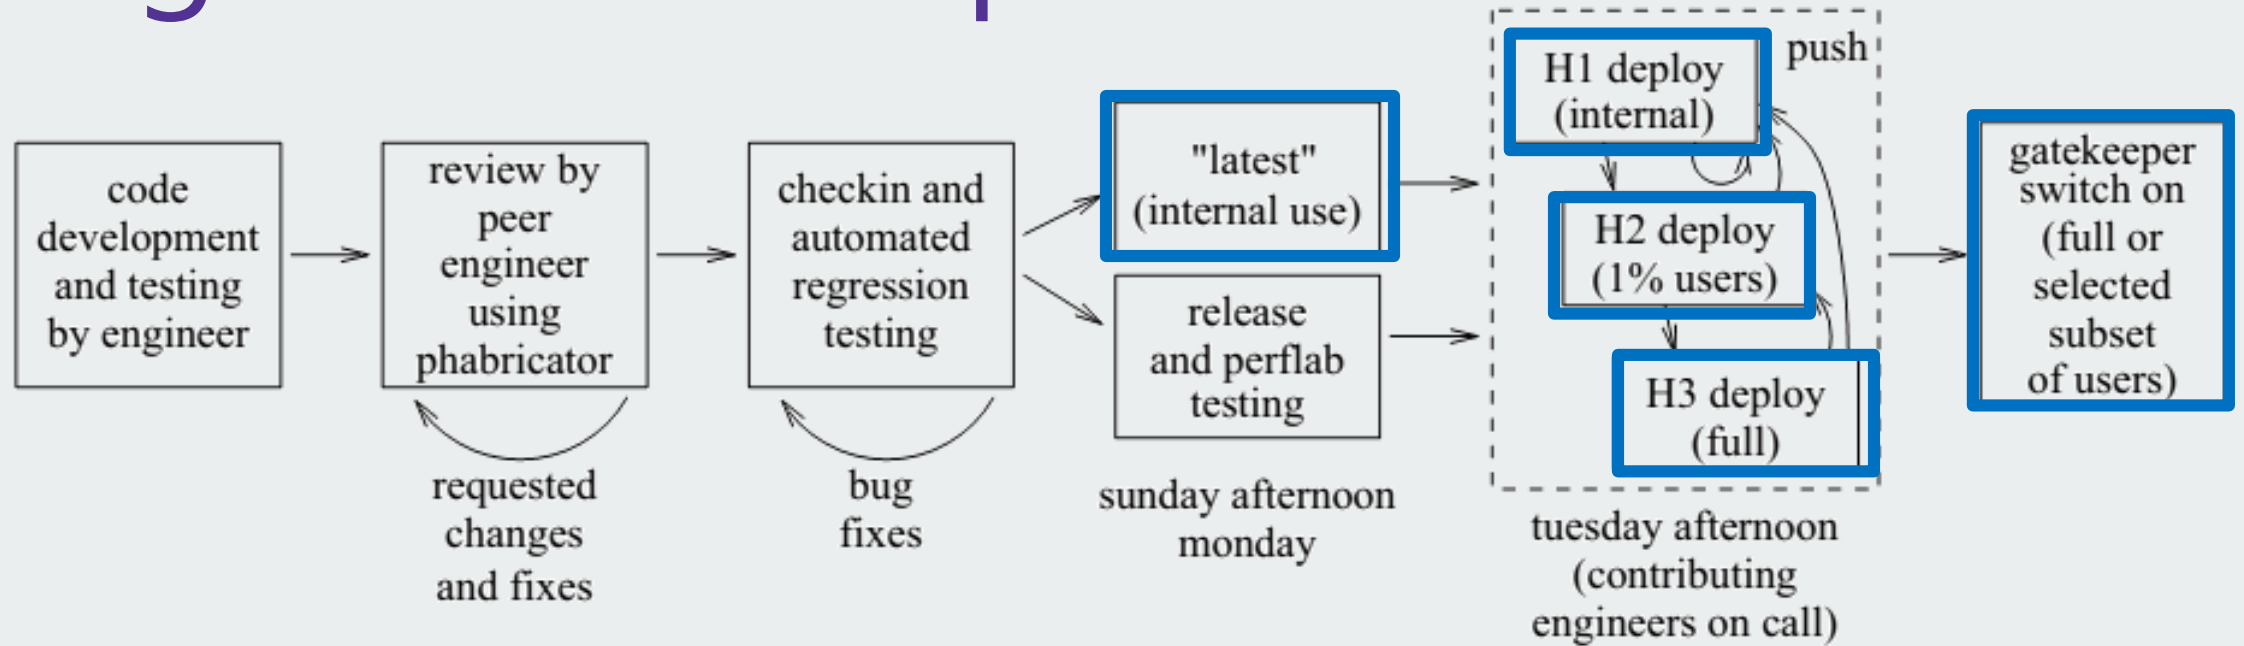 code
development
and testing
by engineer
review by
peer
engineer
using
phabricator
requested
changes
and fixes
checkin and
automated
regression
testing
bug
fixes
"latest"
(internal use)
release
and perflab
testing
sunday afternoon
monday
push
H1 deploy
(internal)
H2 deploy
(1% users)
H3 deploy
(full)
tuesday afternoon
(contributing
engineers on call)
gatekeeper
switch on
(full or
selected
subset
of users)